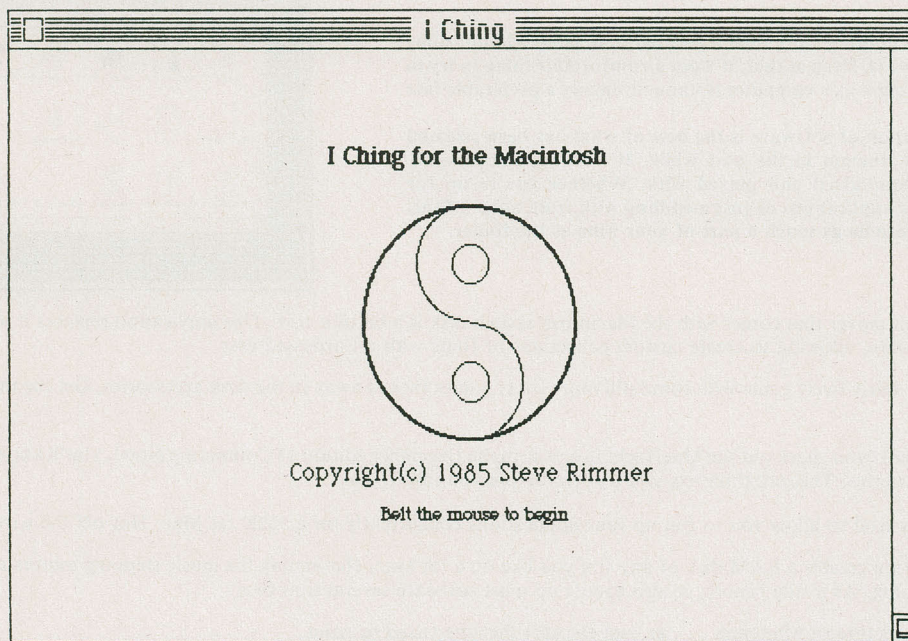 I Ching
I Ching for the Macintosh
Copyright(c) 1985 Steve Rimmer
Belt the mouse to begin